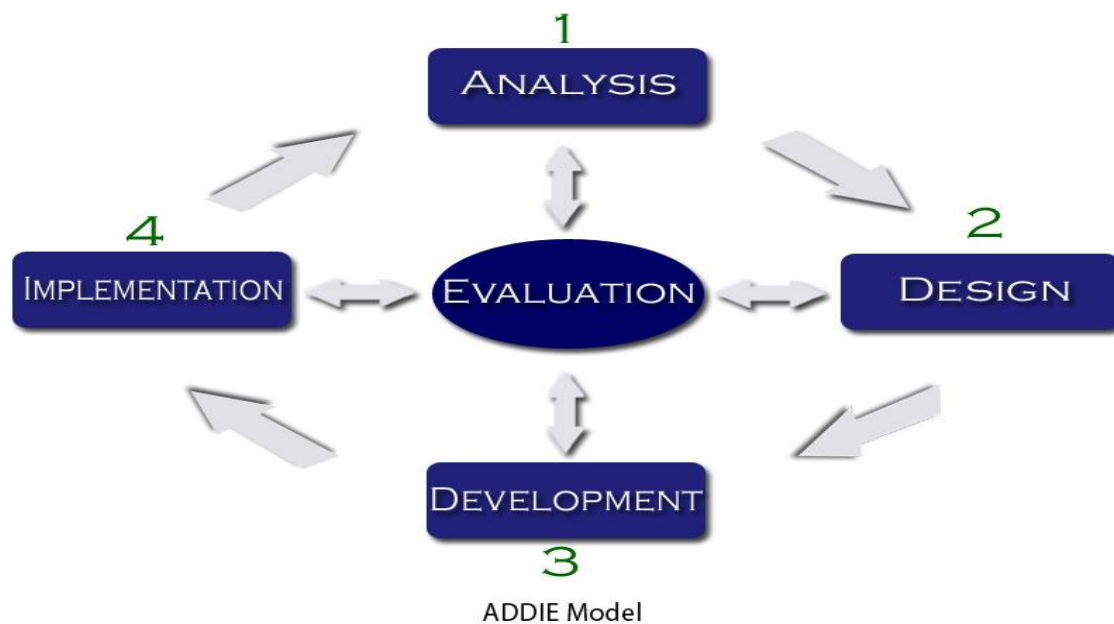 1
ANALYSIS
4
2
IMPLEMENTATION
EVALUATION
DESIGN
DEVELOPMENT
3
ADDIE Model